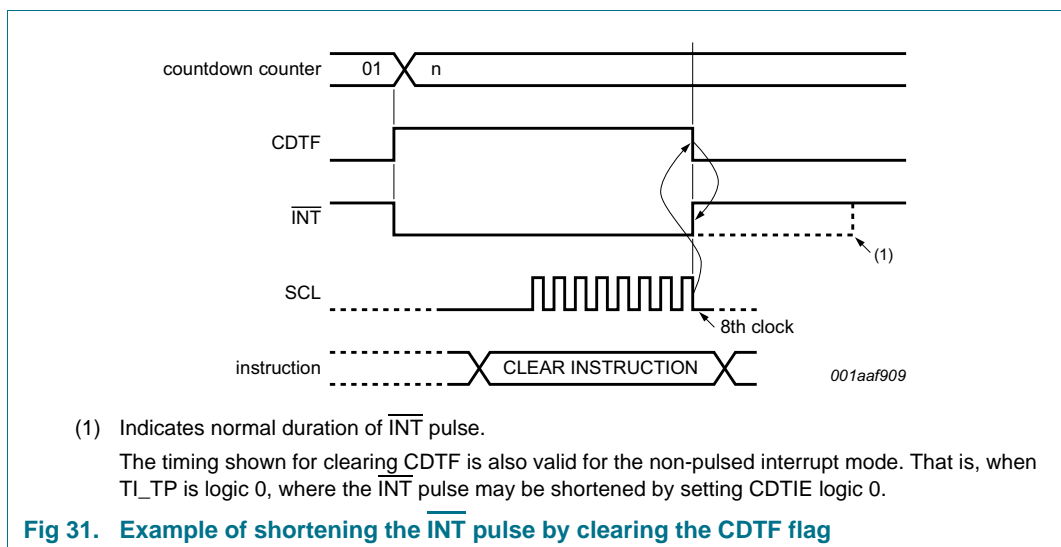 countdown counter 01 n
CDTF
INT
(1)
SCL
8th clock
instruction CLEAR INSTRUCTION
001aaf909
(1) Indicates normal duration of INT pulse.
The timing shown for clearing CDTF is also valid for the non-pulsed interrupt mode. That is, when
TI_TP is logic 0, where the INT pulse may be shortened by setting CDTIE logic 0.
Fig 31. Example of shortening the INT pulse by clearing the CDTF flag